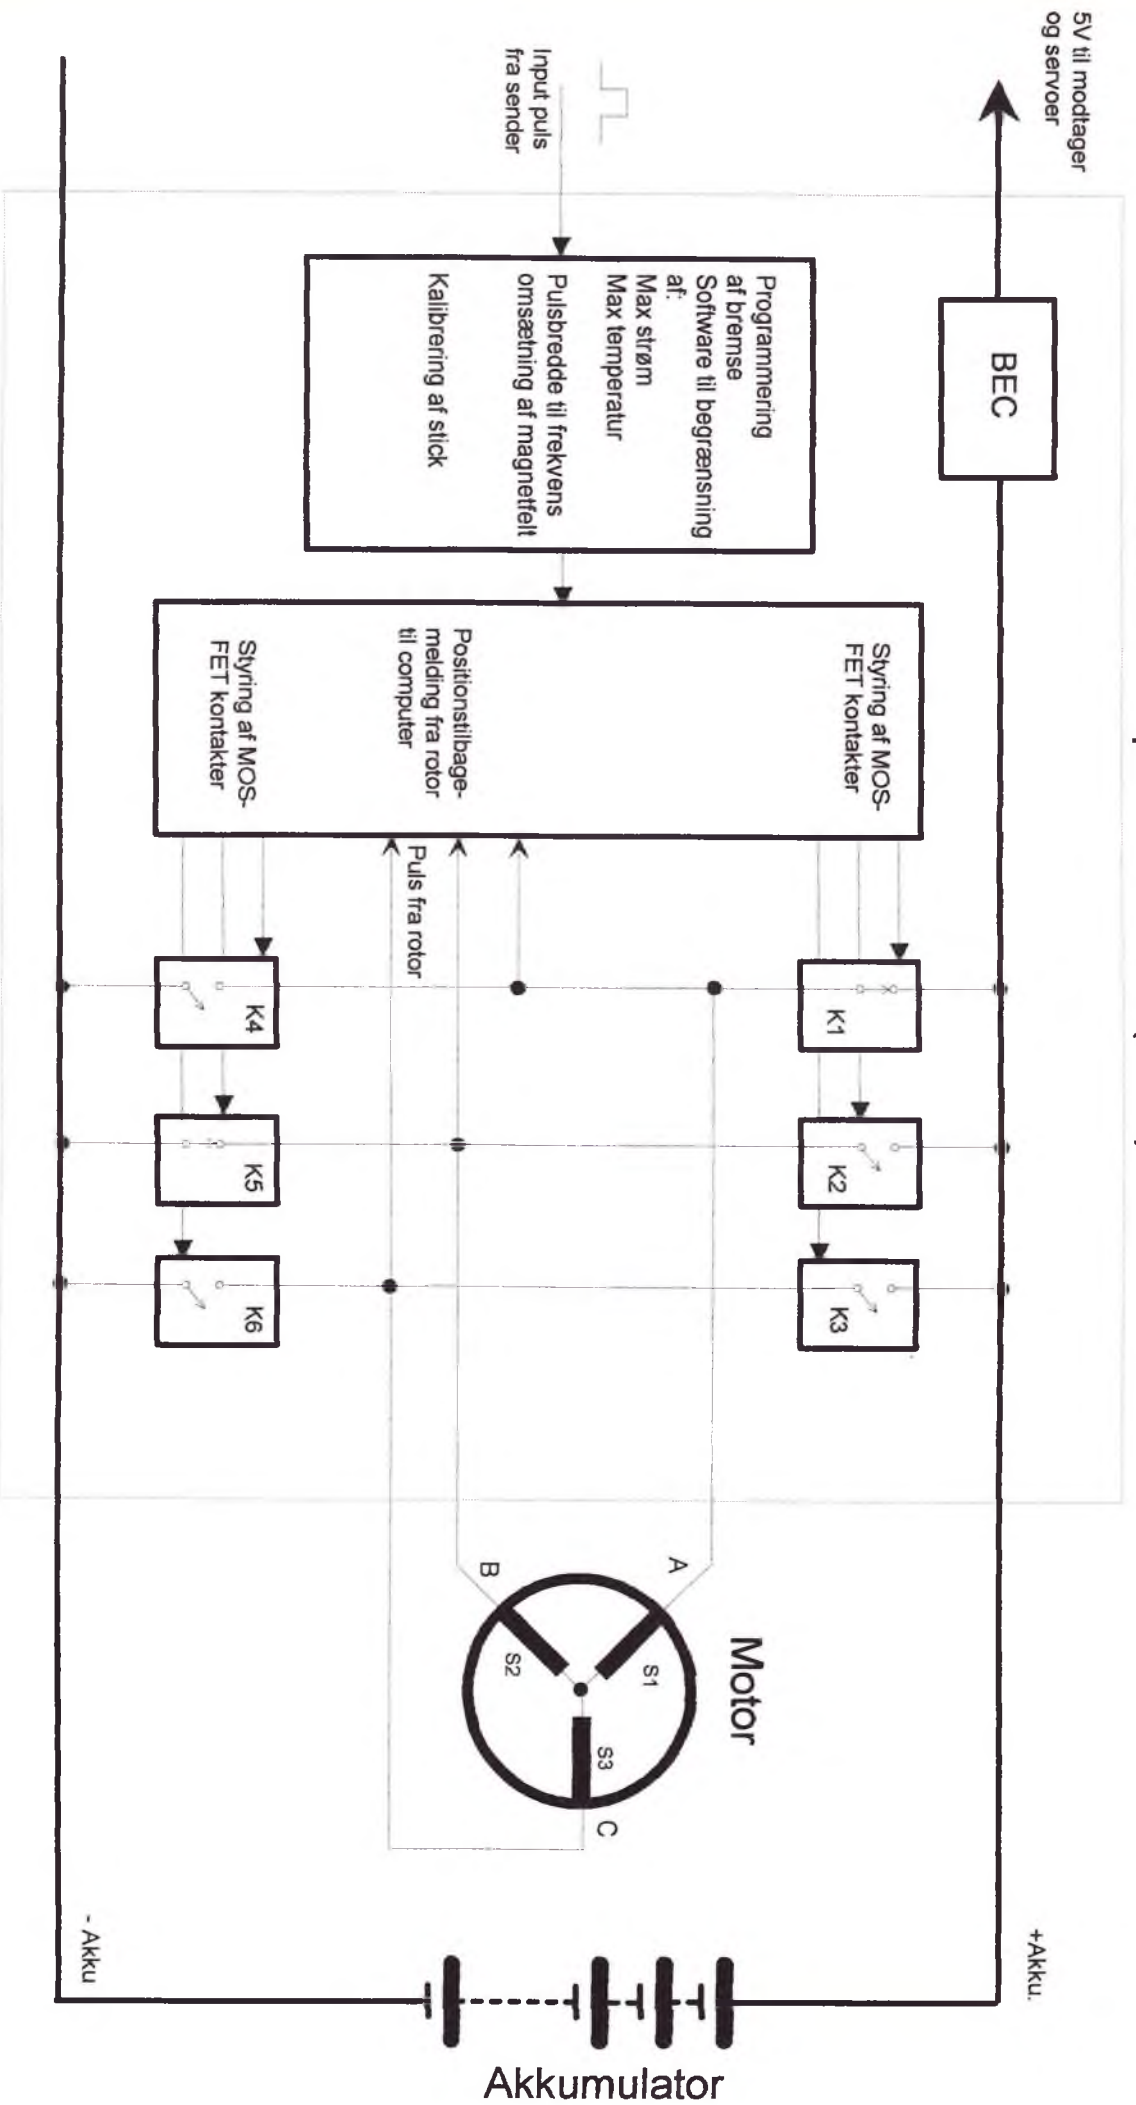 5V til modtager
og servoer
BEC
+Akku.
Input puls
fra sender
Programmering
af bremse
Software til begrænsning
af:
Max strøm
Max temperatur
Pulsbredde til frekvens
omsætning af magnetfelt
Kalibrering af stick
Styring af MOS-
FET kontakter
Positionstilbage-
melding fra rotor
til computer
Styring af MOS-
FET kontakter
Puls fra rotor
K1
K2
K3
K4
K5
K6
Motor
A
S1
B
S2
S3
C
Akkumulator
- Akku